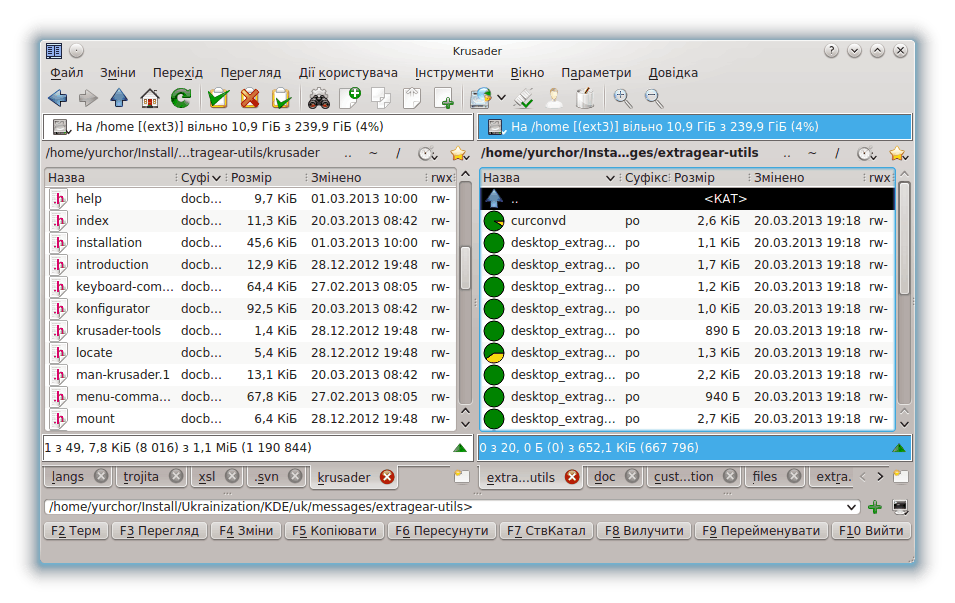 Krusader
Файл Зміни Перехід Перегляд Дії користувача Інструменти Вікно Параметри Довідка
На /home [(ext3)] вільно 10,9 ГіБ з 239,9 ГіБ (4%)
/home/yurchor/Install/...tragear-utils/krusader .. ~ /
Назва Суфі Розмір Змінено rwx
help docb... 9,7 КіБ 01.03.2013 10:00 rw-
index docb... 11,3 КіБ 20.03.2013 08:42 rw-
installation docb... 45,6 КіБ 01.03.2013 10:00 rw-
introduction docb... 12,9 КіБ 28.12.2012 19:48 rw-
keyboard-com... docb... 64,4 КіБ 27.02.2013 08:05 rw-
konfigurator docb... 92,5 КіБ 20.03.2013 08:42 rw-
krusader-tools docb... 1,4 КіБ 28.12.2012 19:48 rw-
locate docb... 5,4 КіБ 28.12.2012 19:48 rw-
man-krusader.1 docb... 13,1 КіБ 20.03.2013 08:42 rw-
menu-comma... docb... 67,8 КіБ 27.02.2013 08:05 rw-
mount docb... 6,4 КіБ 28.12.2012 19:48 rw-
1 з 49, 7,8 КіБ (8 016) з 1,1 МіБ (1 190 844)
langs trojita xsl .svn krusader
На /home [(ext3)] вільно 10,9 ГіБ з 239,9 ГіБ (4%)
/home/yurchor/Insta...ges/extragear-utils .. ~ /
Назва Суфікс Розмір Змінено rwx
.. <КАТ>
curconvd po 2,6 КіБ 20.03.2013 19:18 rw-
desktop_extrag... po 1,1 КіБ 20.03.2013 19:18 rw-
desktop_extrag... po 1,7 КіБ 20.03.2013 19:18 rw-
desktop_extrag... po 1,2 КіБ 20.03.2013 19:18 rw-
desktop_extrag... po 1,0 КіБ 20.03.2013 19:18 rw-
desktop_extrag... po 890 Б 20.03.2013 19:18 rw-
desktop_extrag... po 1,3 КіБ 20.03.2013 19:18 rw-
desktop_extrag... po 2,2 КіБ 20.03.2013 19:18 rw-
desktop_extrag... po 940 Б 20.03.2013 19:18 rw-
desktop_extrag... po 2,7 КіБ 20.03.2013 19:18 rw-
0 з 20, 0 Б (0) з 652,1 КіБ (667 796)
extra...utils doc cust...tion files extra.
/home/yurchor/Install/Ukrainization/KDE/uk/messages/extragear-utils>
F2 Терм F3 Перегляд F4 Зміни F5 Копіювати F6 Пересунути F7 СтвКатал F8 Вилучити F9 Перейменувати F10 Вийти